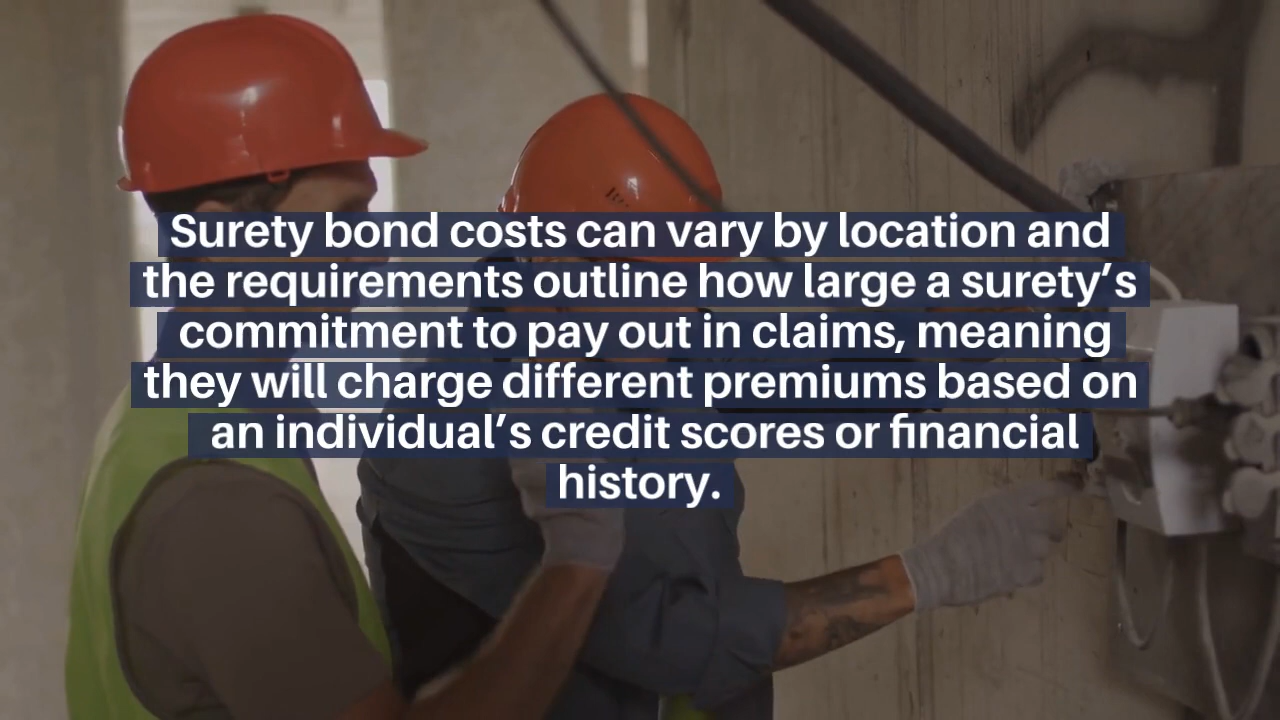 Surety bond costs can vary by location and
the requirements outline how large a surety’s
commitment to pay out in claims, meaning
they will charge different premiums based on
an individual’s credit scores or financial
history.